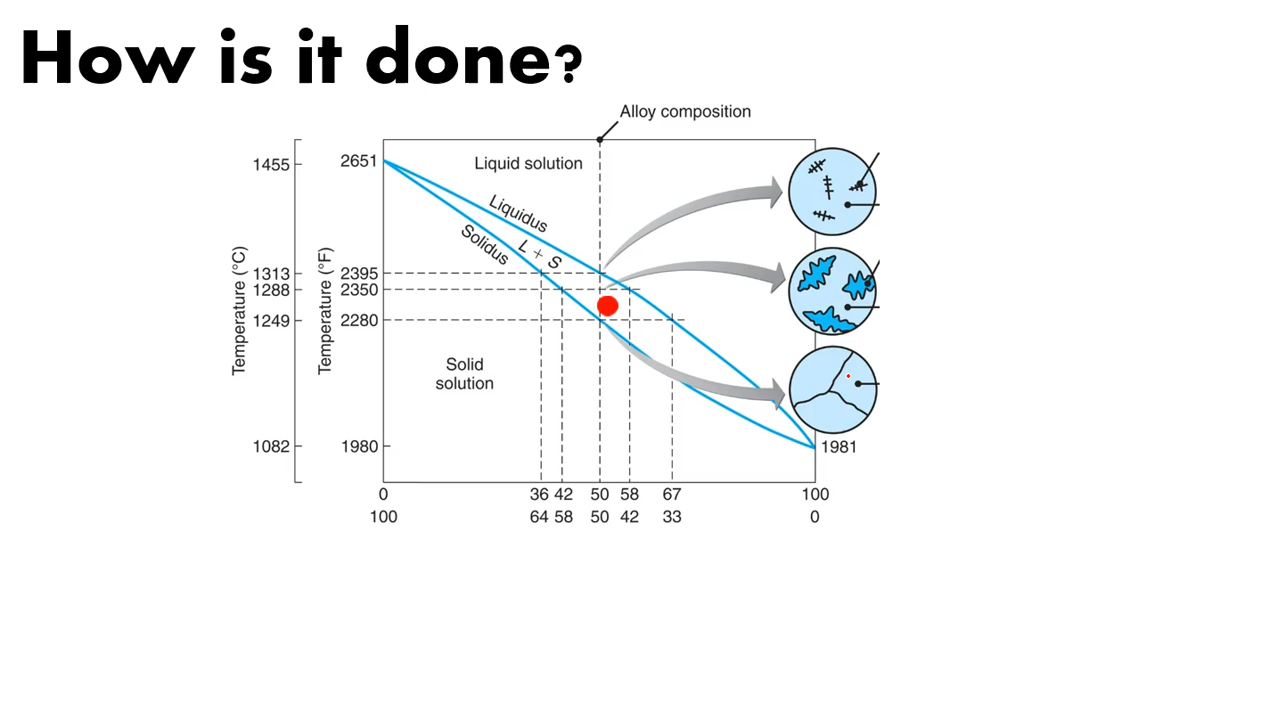 How is it done?
Alloy composition
Liquid solution
1455
2651
Liquidus
Solidus
L + S
Temperature (°C)
Temperature (°F)
1313
2395
1288
2350
1249
2280
Solid
solution
1082
1980
1981
0 36 42 50 58 67 100
100 64 58 50 42 33 0